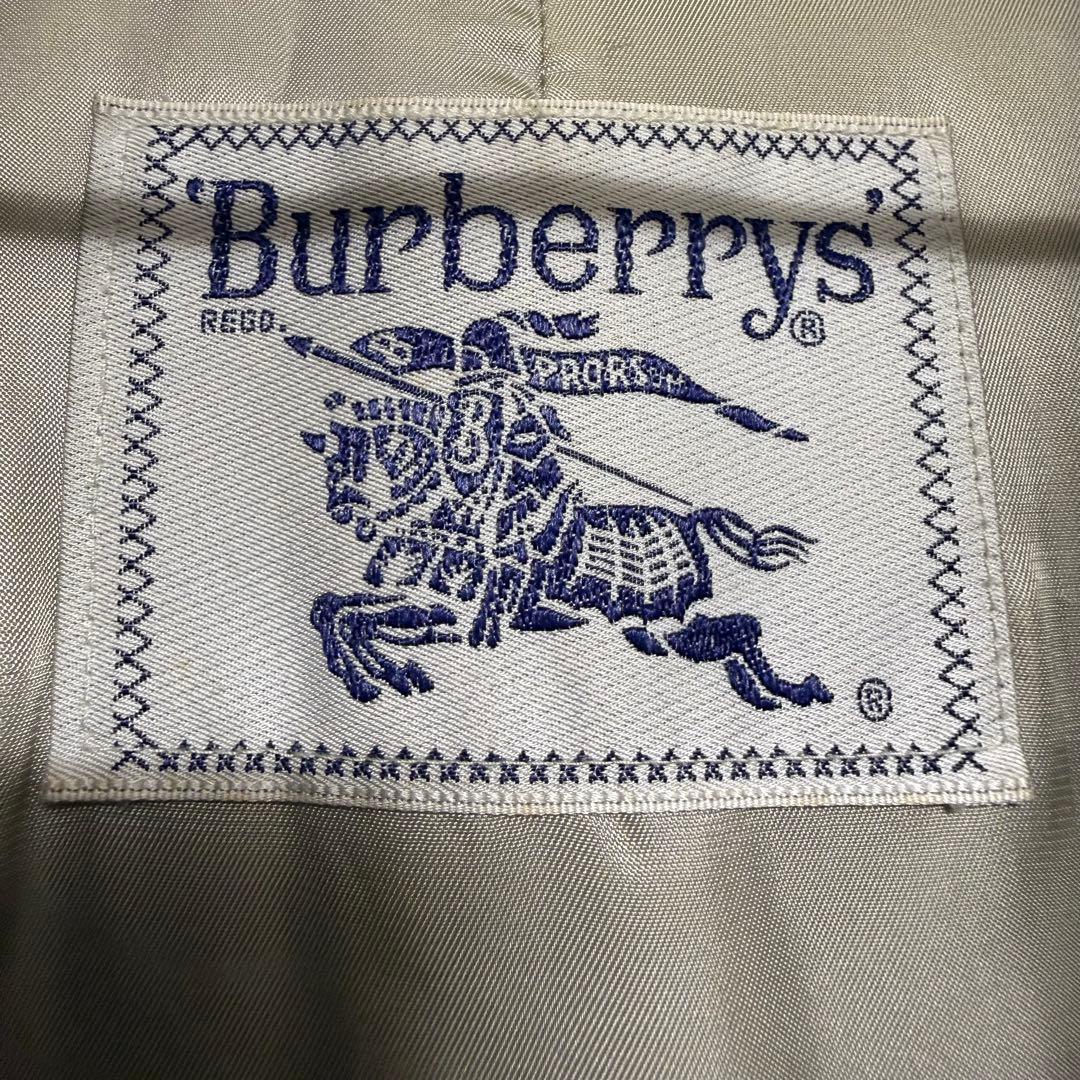 'Burberrys'
®
REGD.
PRORSUM
®